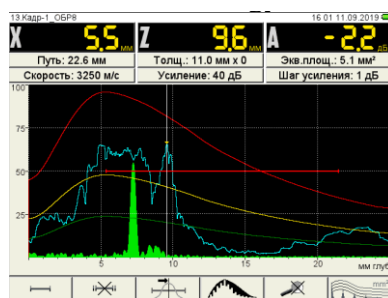 13.Кадр-1_ОБР8 16 01 11.09.2019
X 5,5 мм Z 9,6 мм A -2,2 дБ
Путь: 22.6 мм Толщ.: 11.0 мм x 0 Экв.площ.: 5.1 мм²
Скорость: 3250 м/с Усиление: 40 дБ Шаг усиления: 1 дБ
100
75
50
25
5 10 15 20 мм глуб